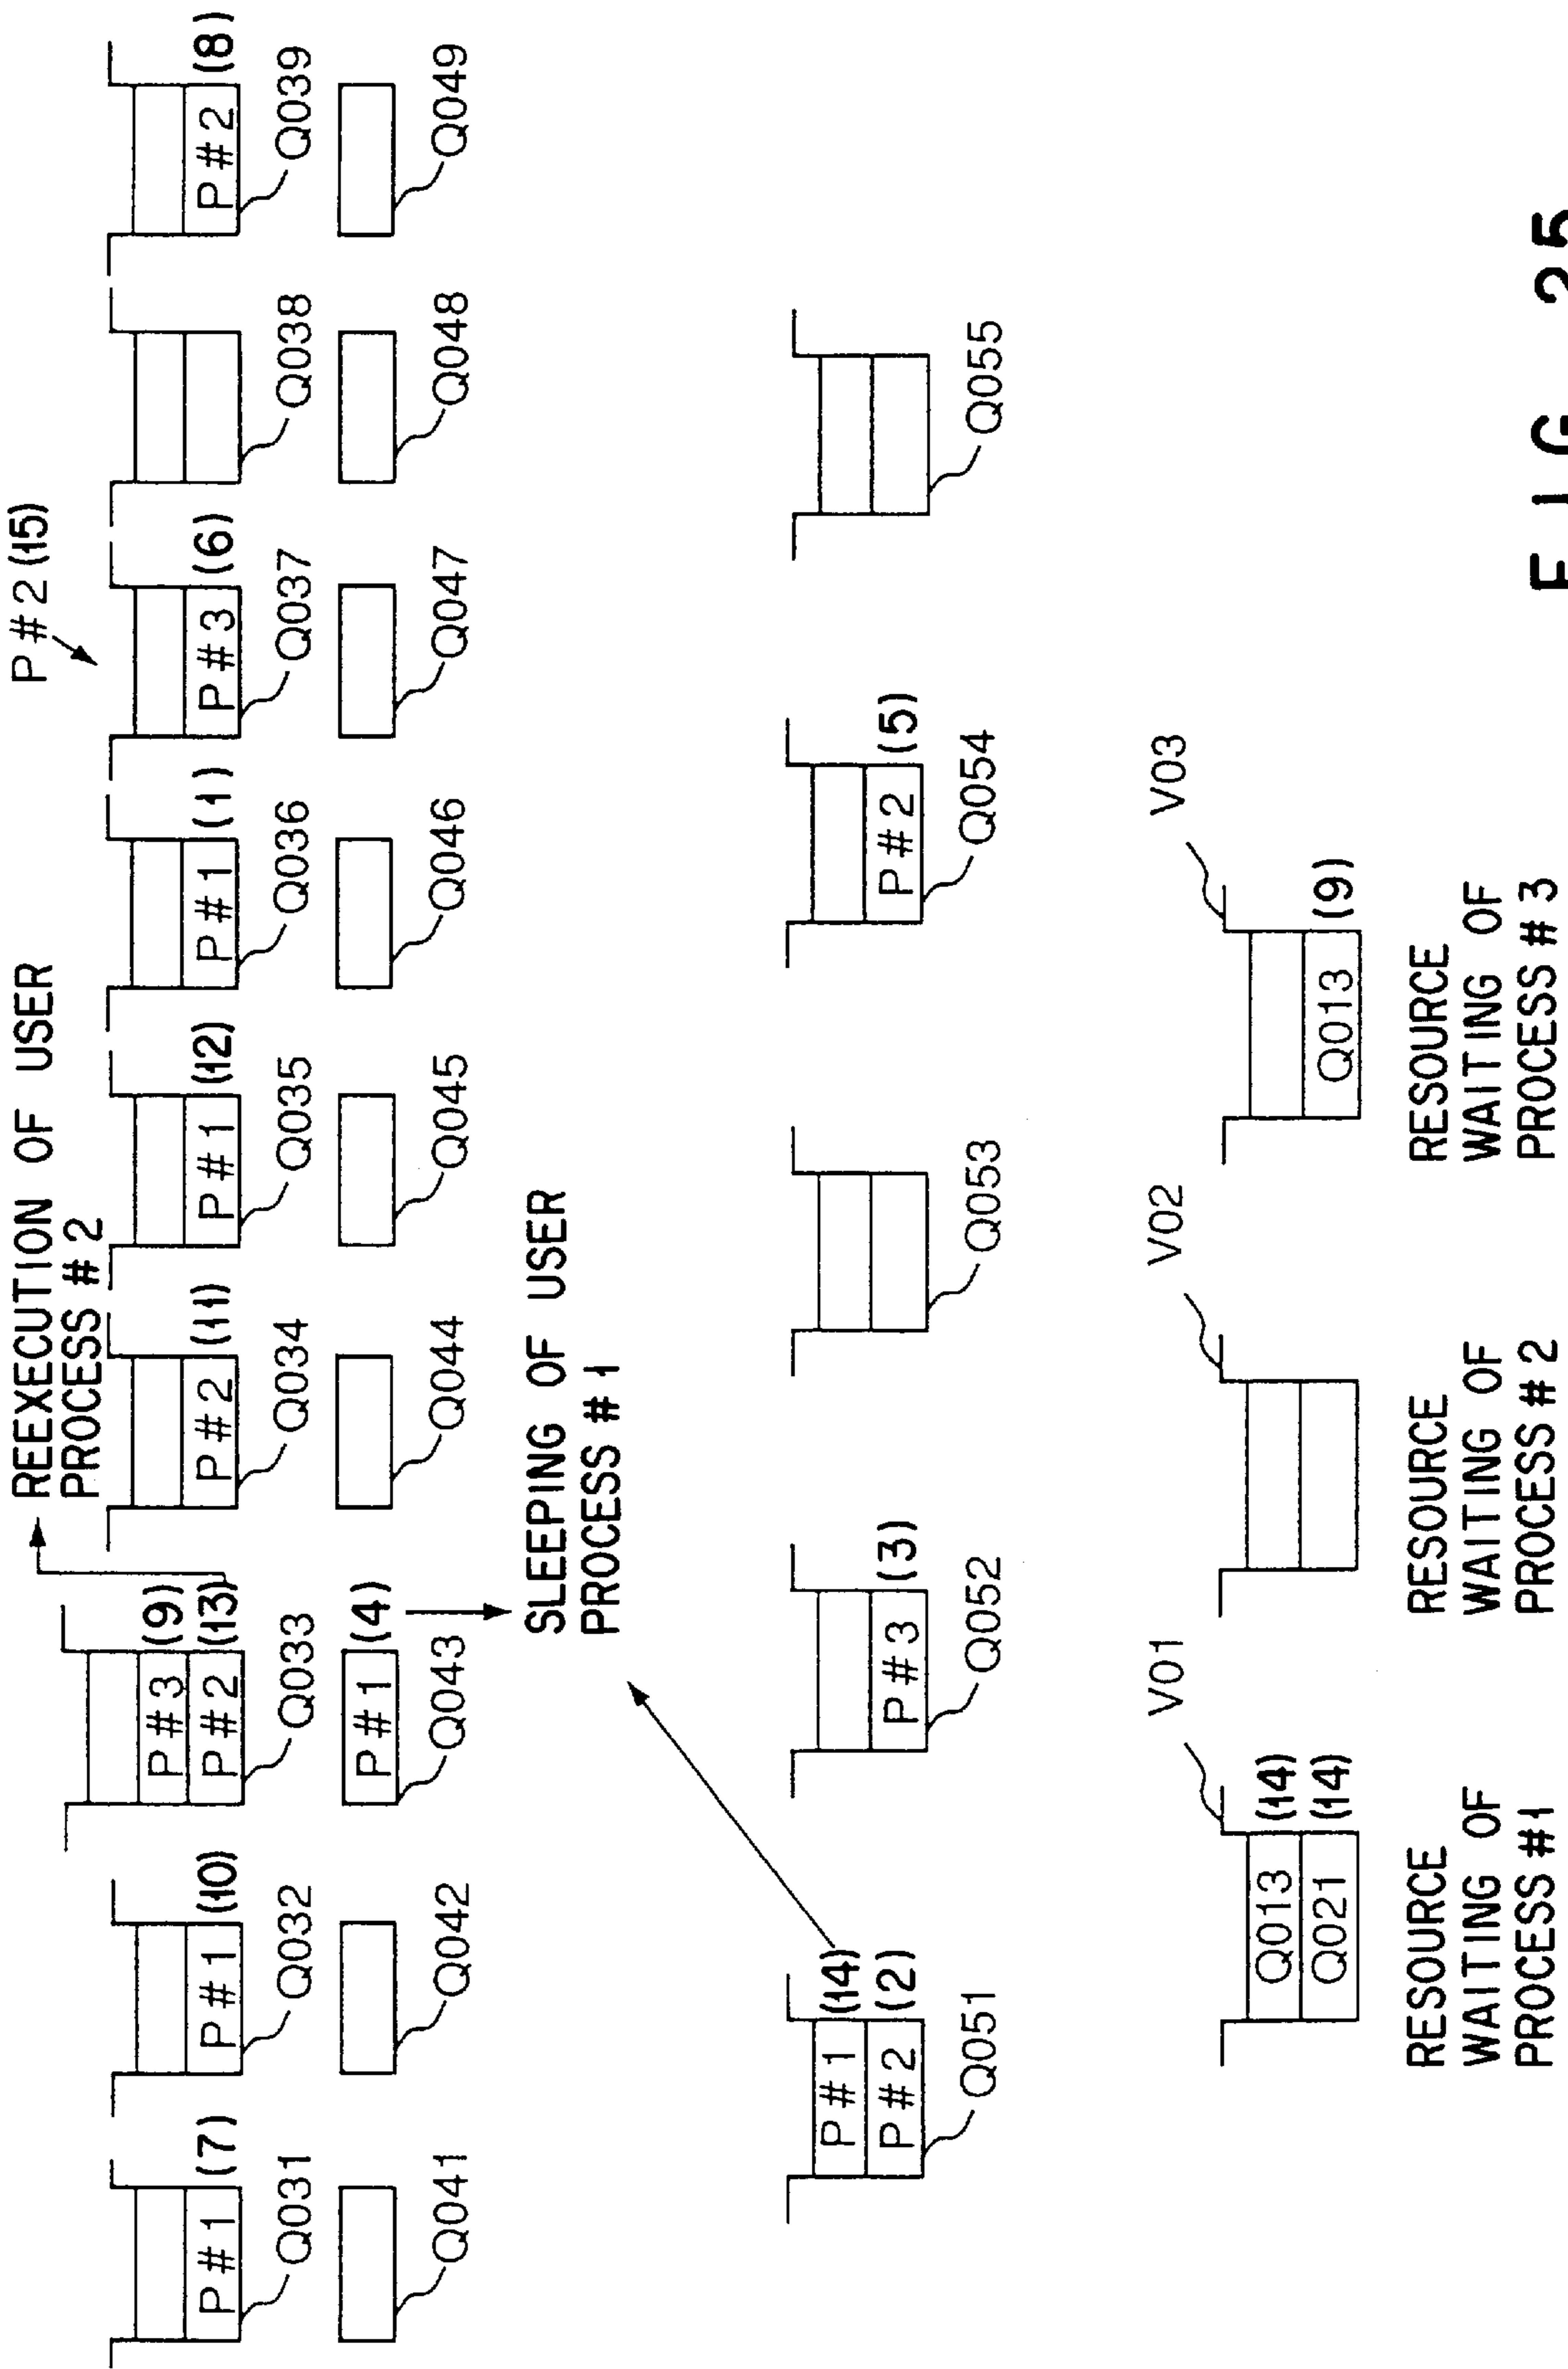 REEXECUTION OF USER
PROCESS #2
P#2 (15)
P#1 (7)
Q031
P#1 (10)
Q032
P#3 (9)
P#2 (13)
Q033
P#2 (11)
Q034
P#1 (12)
Q035
P#1 (1)
Q036
P#3 (6)
Q037
Q038
P#2 (8)
Q039
Q041
Q042
P#1 (4)
Q043
Q044
Q045
Q046
Q047
Q048
Q049
SLEEPING OF USER
PROCESS #1
P#1 (14)
P#2 (2)
Q051
P#3 (3)
Q052
Q053
P#2 (5)
Q054
Q055
V01
Q013 (14)
Q021 (14)
RESOURCE
WAITING OF
PROCESS #1
V02
RESOURCE
WAITING OF
PROCESS #2
V03
Q013 (9)
RESOURCE
WAITING OF
PROCESS #3
FIG. 25